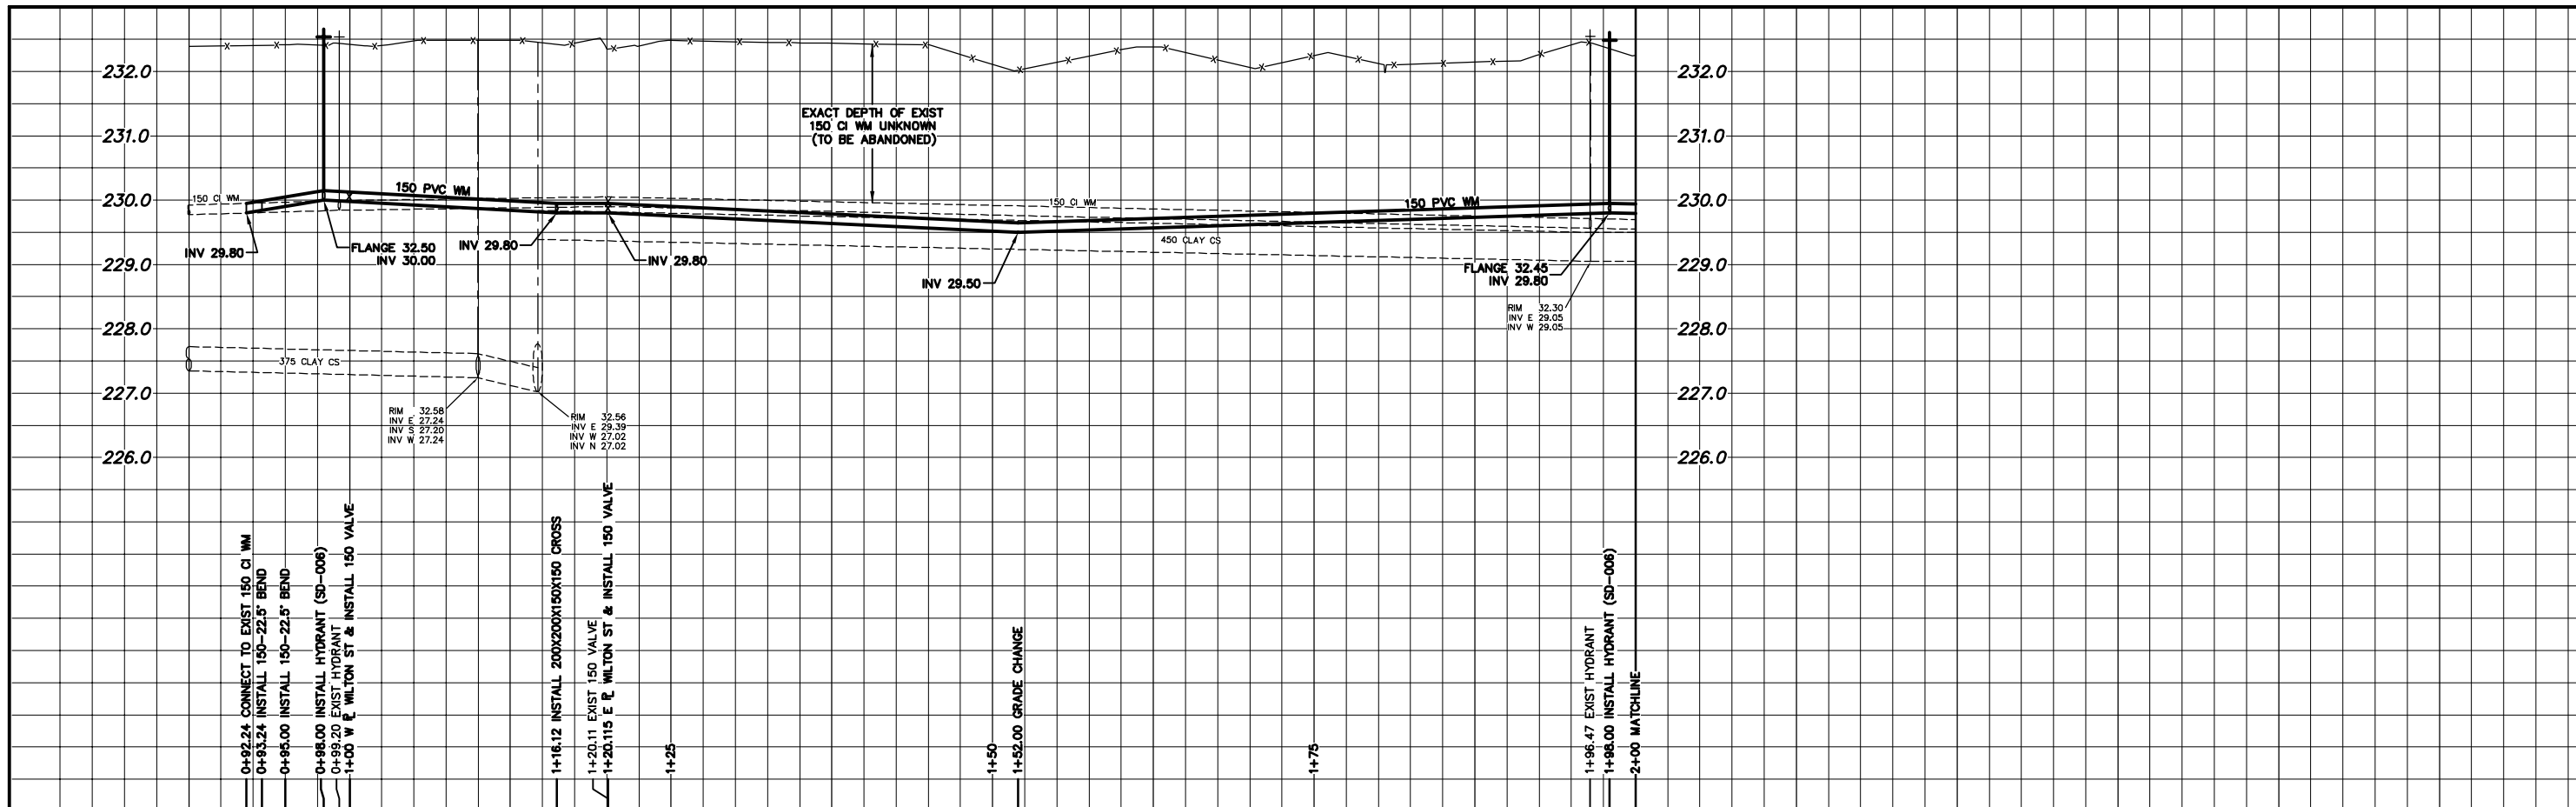 232.0
232.0
EXACT DEPTH OF EXIST
150 CI WM UNKNOWN
(TO BE ABANDONED)
231.0
231.0
150 CI WM
150 PVC WM
230.0
150 CI WM
150 PVC WM
230.0
INV 29.80
FLANGE 32.50
INV 30.00
INV 29.80
INV 29.80
450 CLAY CS
INV 29.50
FLANGE 32.45
INV 29.80
229.0
229.0
RIM 32.30
INV E 29.05
INV W 29.05
228.0
228.0
375 CLAY CS
227.0
227.0
RIM 32.58
INV E 27.24
INV S 27.20
INV W 27.24
RIM 32.56
INV E 29.39
INV W 27.02
INV N 27.02
226.0
226.0
0+92.24 CONNECT TO EXIST 150 CI WM
0+93.24 INSTALL 150-22.5° BEND
0+95.00 INSTALL 150-22.5° BEND
0+98.00 INSTALL HYDRANT (SD-006)
0+99.20 EXIST HYDRANT
1+00 W PL WILTON ST & INSTALL 150 VALVE
1+16.12 INSTALL 200X200X150X150 CROSS
1+20.11 EXIST 150 VALVE
1+20.115 E PL WILTON ST & INSTALL 150 VALVE
1+25
1+50
1+52.00 GRADE CHANGE
1+75
1+96.47 EXIST HYDRANT
1+98.00 INSTALL HYDRANT (SD-006)
2+00 MATCHLINE